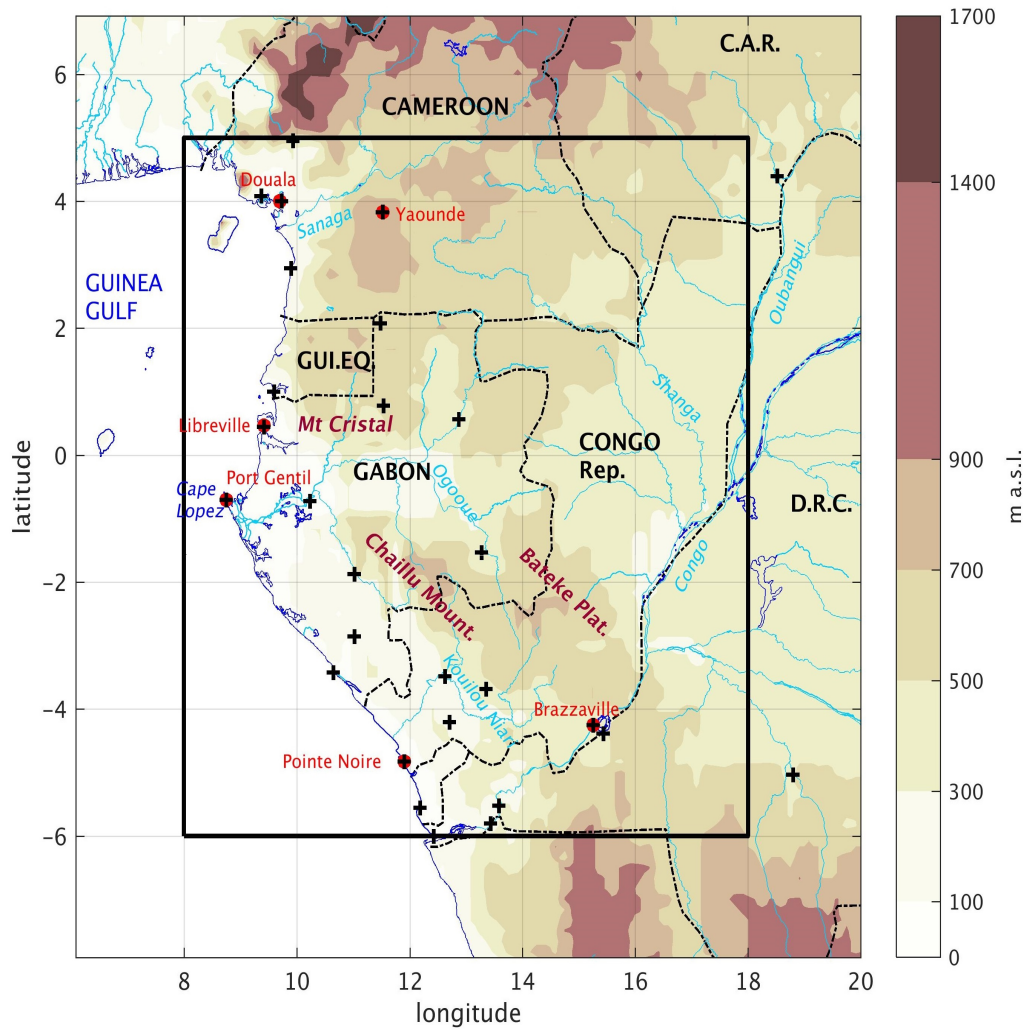 C.A.R.
CAMEROON
Douala
Yaounde
Sanaga
GUINEA
GULF
Oubangui
GUI.EQ.
Shanga
Libreville
Mt Cristal
CONGO
Rep.
GABON
Port Gentil
Cape
Lopez
Ogooue
D.R.C.
Congo
Chaillu Mount.
Bateke Plat.
Kouilou Niari
Brazzaville
Pointe Noire
6
4
2
0
−2
−4
−6
latitude
8
10
12
14
16
18
20
longitude
1700
1400
900
700
500
300
100
0
m a.s.l.